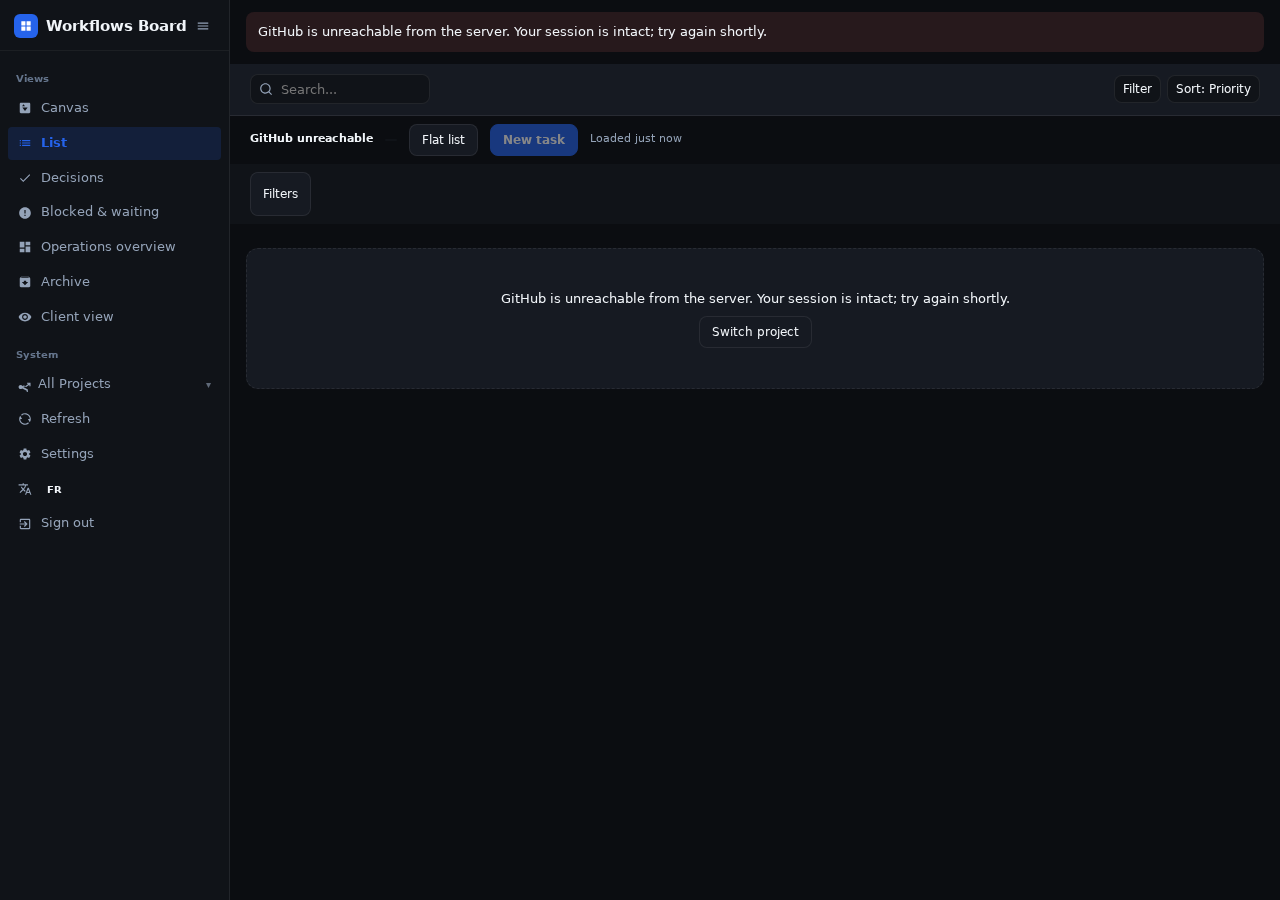 Workflows Board
Views
Canvas
List
Decisions
Blocked & waiting
Operations overview
Archive
Client view
System
All Projects
Refresh
Settings
FR
Sign out
GitHub is unreachable from the server. Your session is intact; try again shortly.
Search...
Filter
Sort: Priority
GitHub unreachable
Flat list
New task
Loaded just now
Filters
GitHub is unreachable from the server. Your session is intact; try again shortly.
Switch project